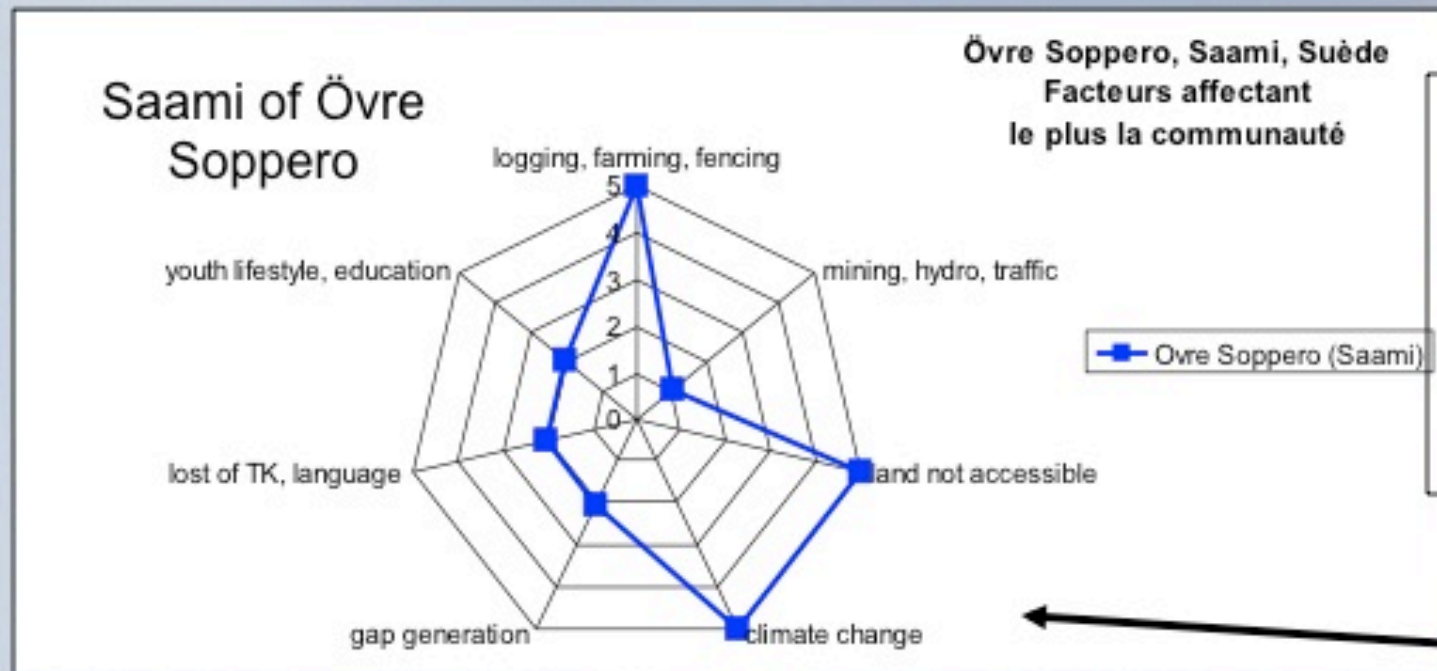 Saami of Övre
Soppero
Övre Soppero, Saami, Suède
Facteurs affectant
le plus la communauté
logging, farming, fencing
5
4
3
2
1
0
youth lifestyle, education
mining, hydro, traffic
Ovre Soppero (Saami)
lost of TK, language
land not accessible
gap generation
climate change